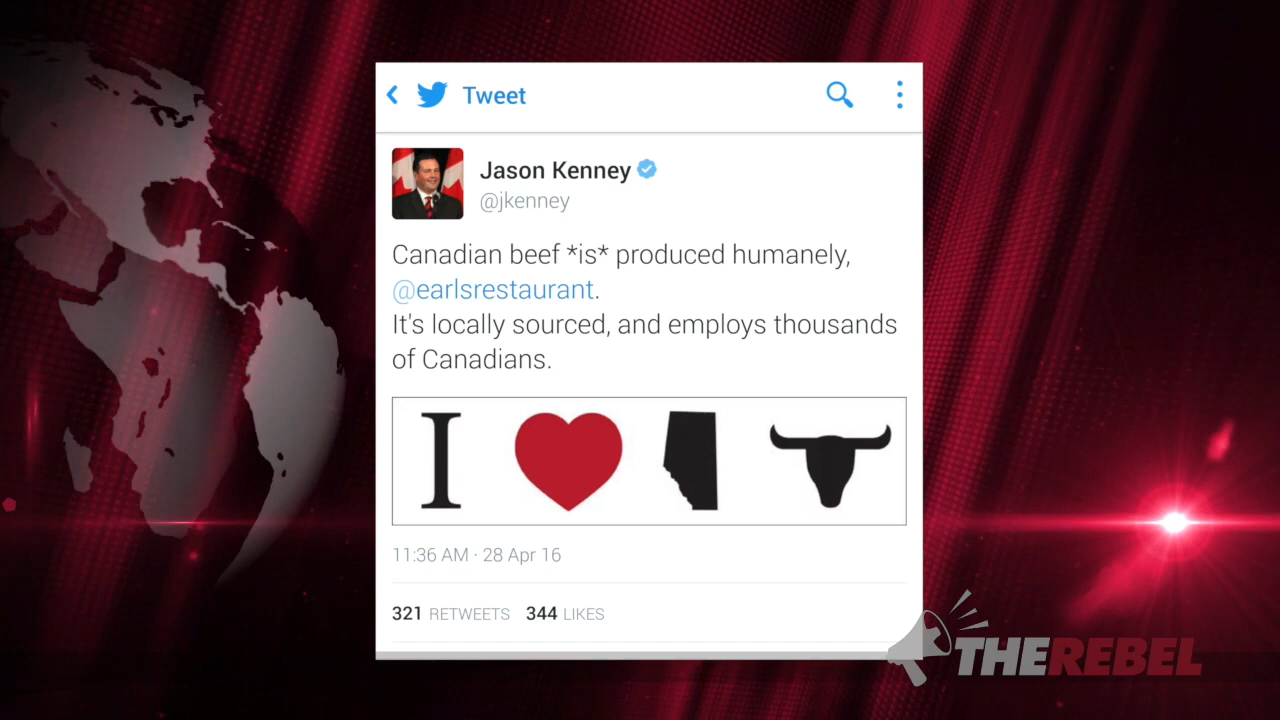 Tweet
Jason Kenney
@jkenney
Canadian beef *is* produced humanely,
@earlsrestaurant.
It's locally sourced, and employs thousands
of Canadians.
I
11:36 AM · 28 Apr 16
321 RETWEETS 344 LIKES
THEREBEL